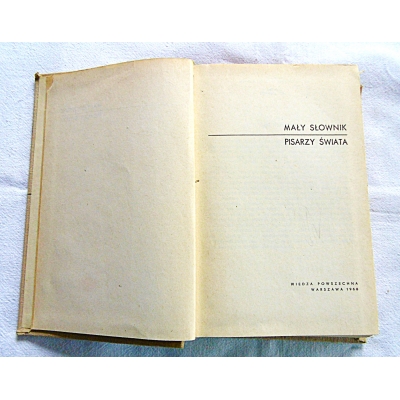 MAŁY SŁOWNIK
PISARZY ŚWIATA
WIEDZA POWSZECHNA
WARSZAWA 1968